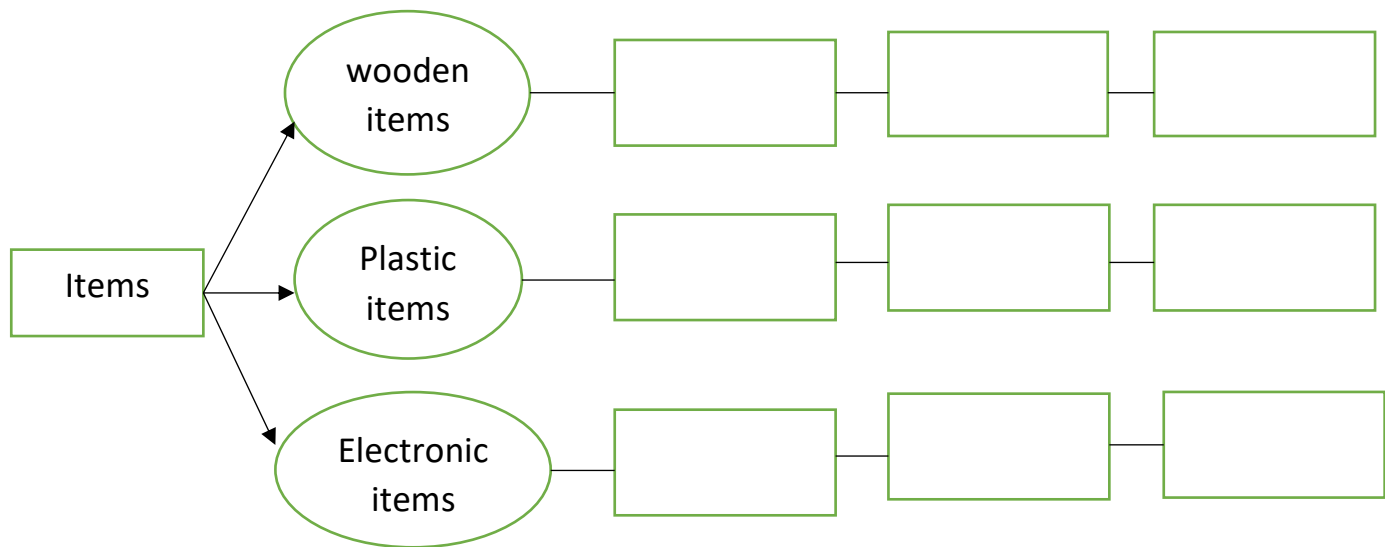 wooden
items
Items
Plastic
items
Electronic
items